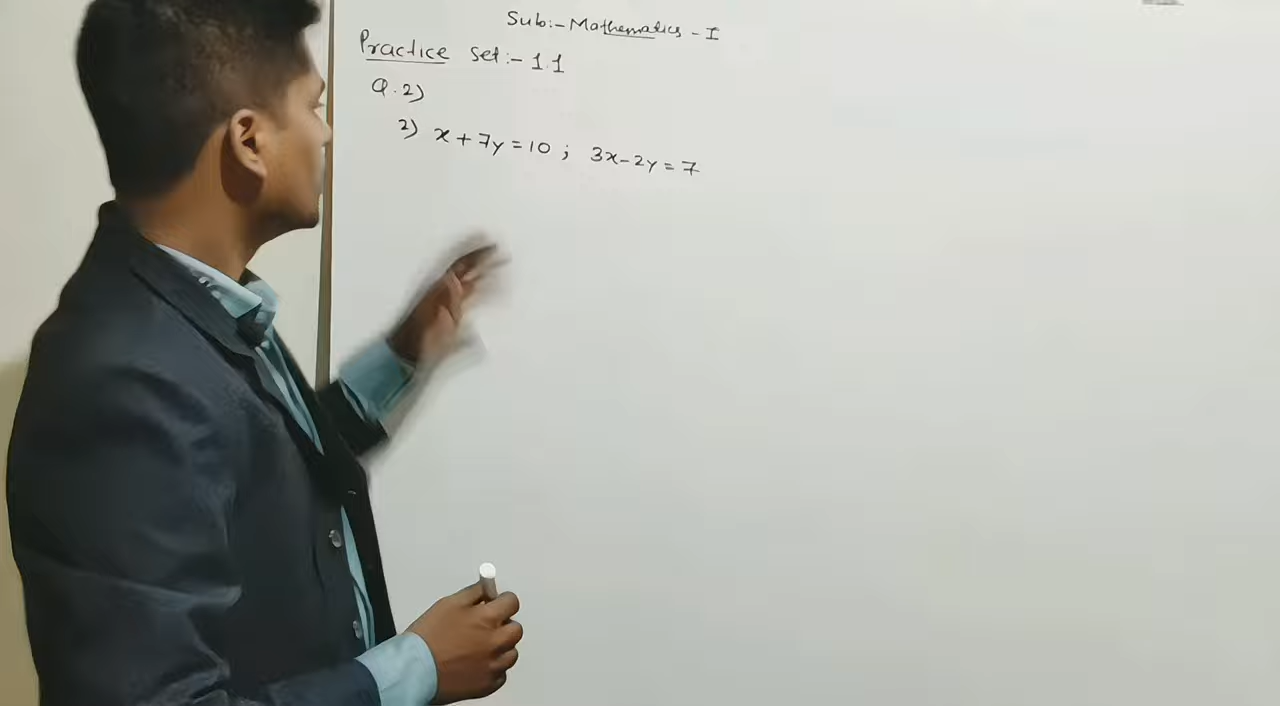 Sub:- Mathematics - I
Practice set:- 1.1
Q.2)
2) x + 7y = 10 ; 3x - 2y = 7